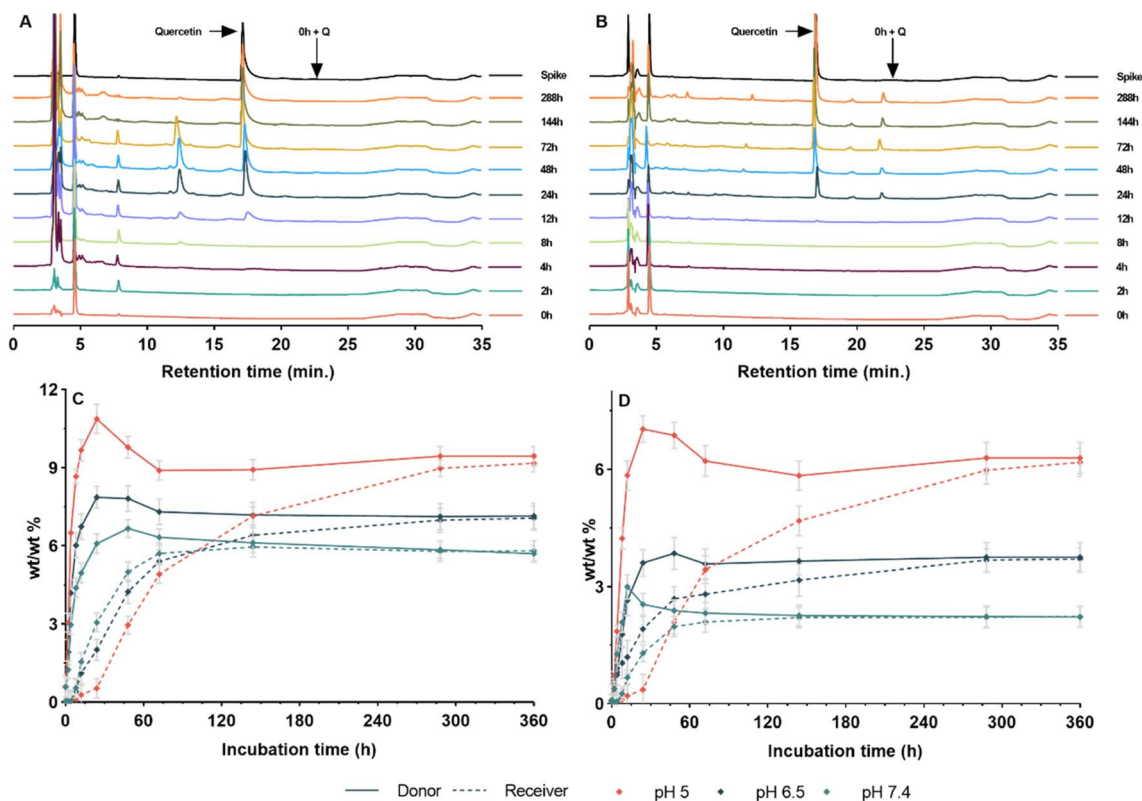 A
Quercetin
0h + Q
Spike
288h
144h
72h
48h
24h
12h
8h
4h
2h
0h
0 5 10 15 20 25 30 35
Retention time (min.)
B
Quercetin
0h + Q
Spike
288h
144h
72h
48h
24h
12h
8h
4h
2h
0h
0 5 10 15 20 25 30 35
Retention time (min.)
C
wt/wt %
12
9
6
3
0
0 60 120 180 240 300 360
Incubation time (h)
D
wt/wt %
6
3
0
0 60 120 180 240 300 360
Incubation time (h)
Donor Receiver pH 5 pH 6.5 pH 7.4